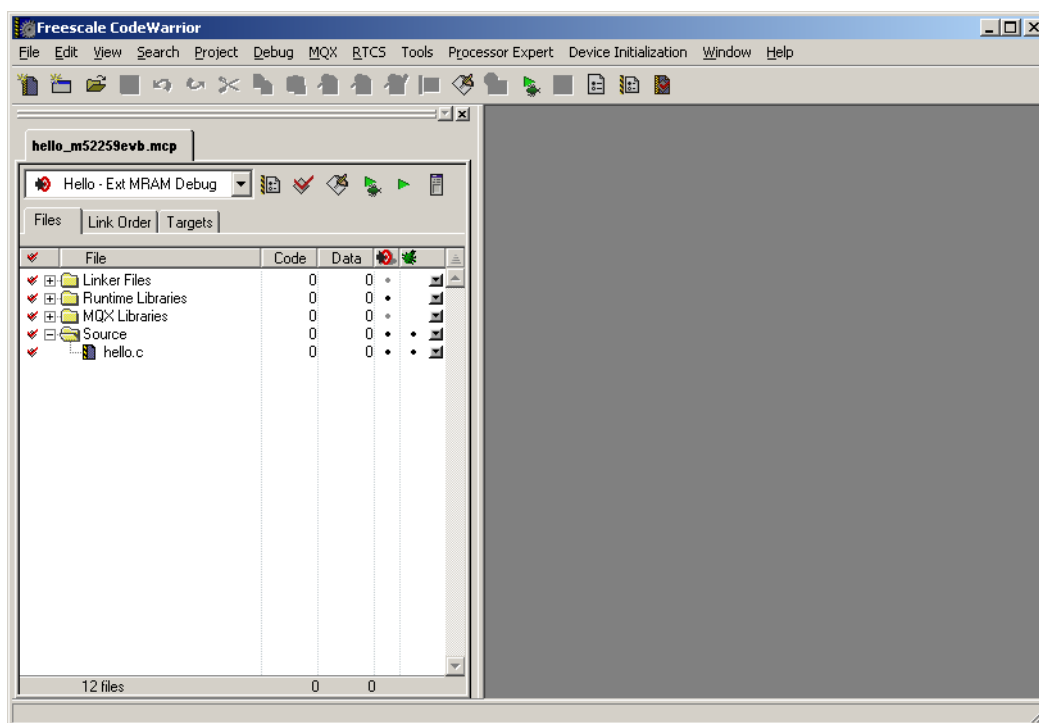 Freescale CodeWarrior
File Edit View Search Project Debug MQX RTCS Tools Processor Expert Device Initialization Window Help
hello_m52259evb.mcp
Hello - Ext MRAM Debug
Files Link Order Targets
File Code Data
Linker Files 0 0
Runtime Libraries 0 0
MQX Libraries 0 0
Source 0 0
hello.c 0 0
12 files 0 0